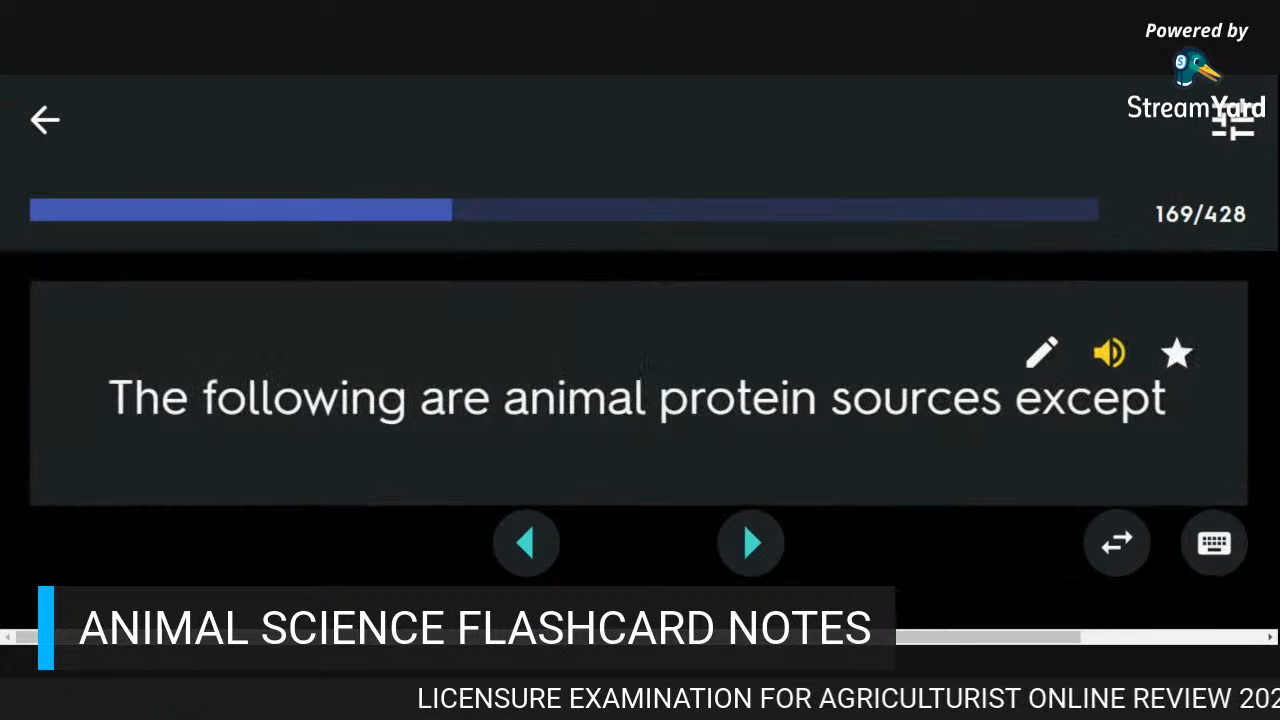 Powered by
StreamYard
169/428
The following are animal protein sources except
ANIMAL SCIENCE FLASHCARD NOTES
LICENSURE EXAMINATION FOR AGRICULTURIST ONLINE REVIEW 202